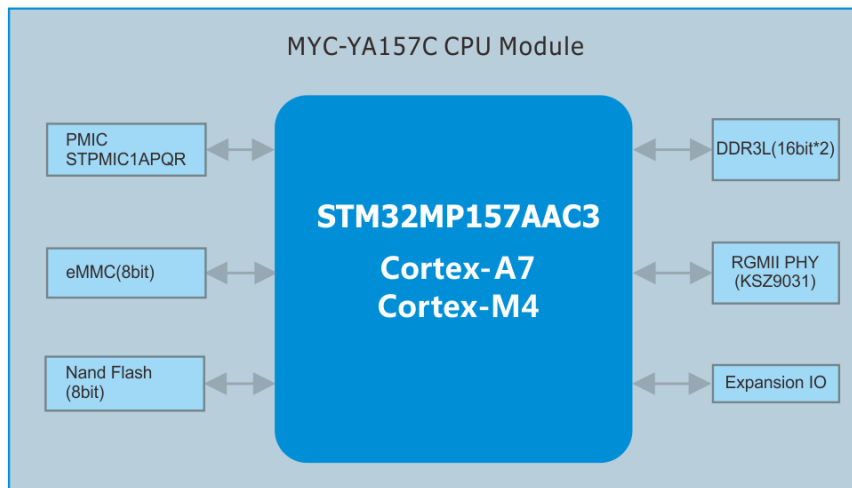 MYC-YA157C CPU Module
PMIC
STPMIC1APQR
eMMC(8bit)
Nand Flash
(8bit)
STM32MP157AAC3
Cortex-A7
Cortex-M4
DDR3L(16bit*2)
RGMII PHY
(KSZ9031)
Expansion IO